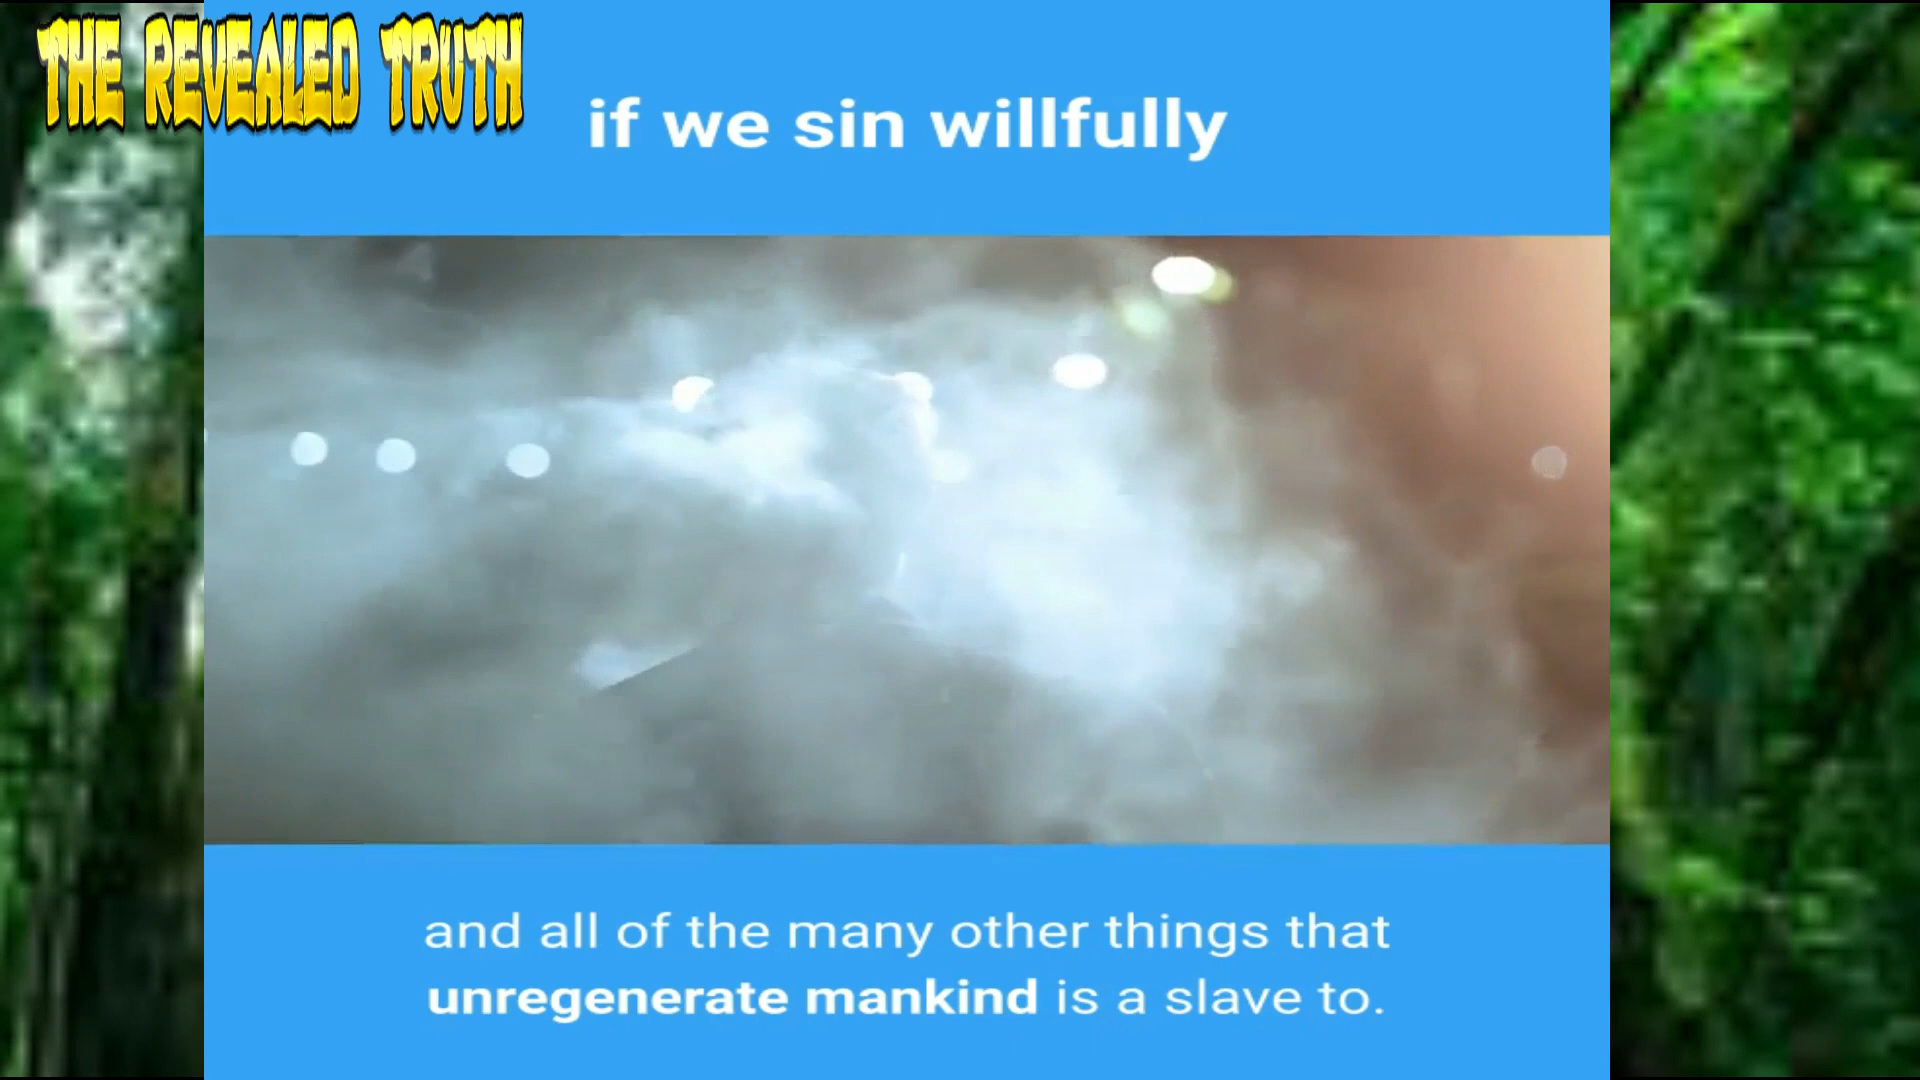 THE REVEALED TRUTH
if we sin willfully
and all of the many other things that
unregenerate mankind is a slave to.